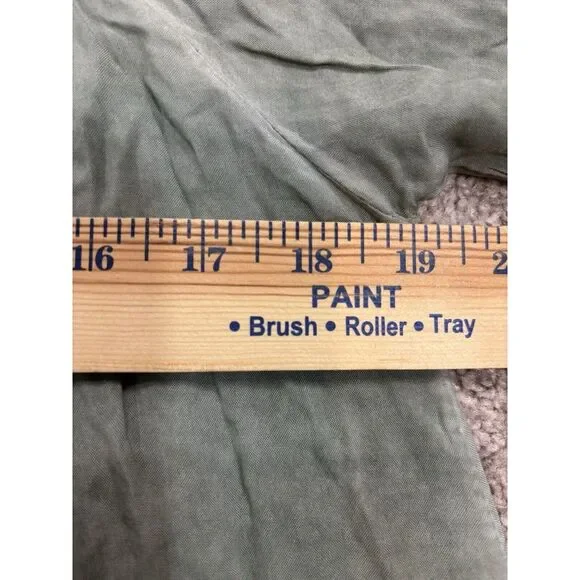 16 17 18 19 2
PAINT
• Brush • Roller • Tray